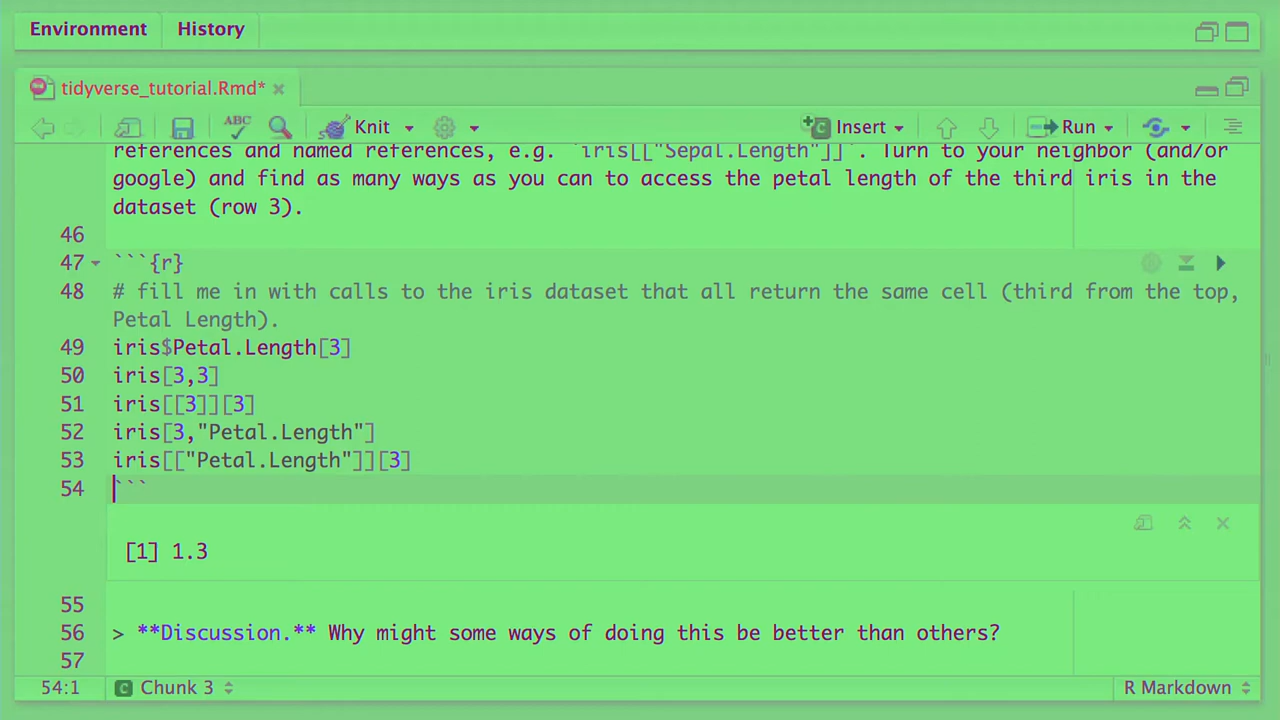 Environment History
tidyverse_tutorial.Rmd*
ABC Knit Insert Run
references and named references, e.g. `iris[["Sepal.Length"]]`. Turn to your neighbor (and/or
google) and find as many ways as you can to access the petal length of the third iris in the
dataset (row 3).
46
47 ```{r}
48 # fill me in with calls to the iris dataset that all return the same cell (third from the top,
Petal Length).
49 iris$Petal.Length[3]
50 iris[3,3]
51 iris[[3]][3]
52 iris[3,"Petal.Length"]
53 iris[["Petal.Length"]][3]
54 ```
[1] 1.3
55
56 > **Discussion.** Why might some ways of doing this be better than others?
57
54:1 C Chunk 3 R Markdown